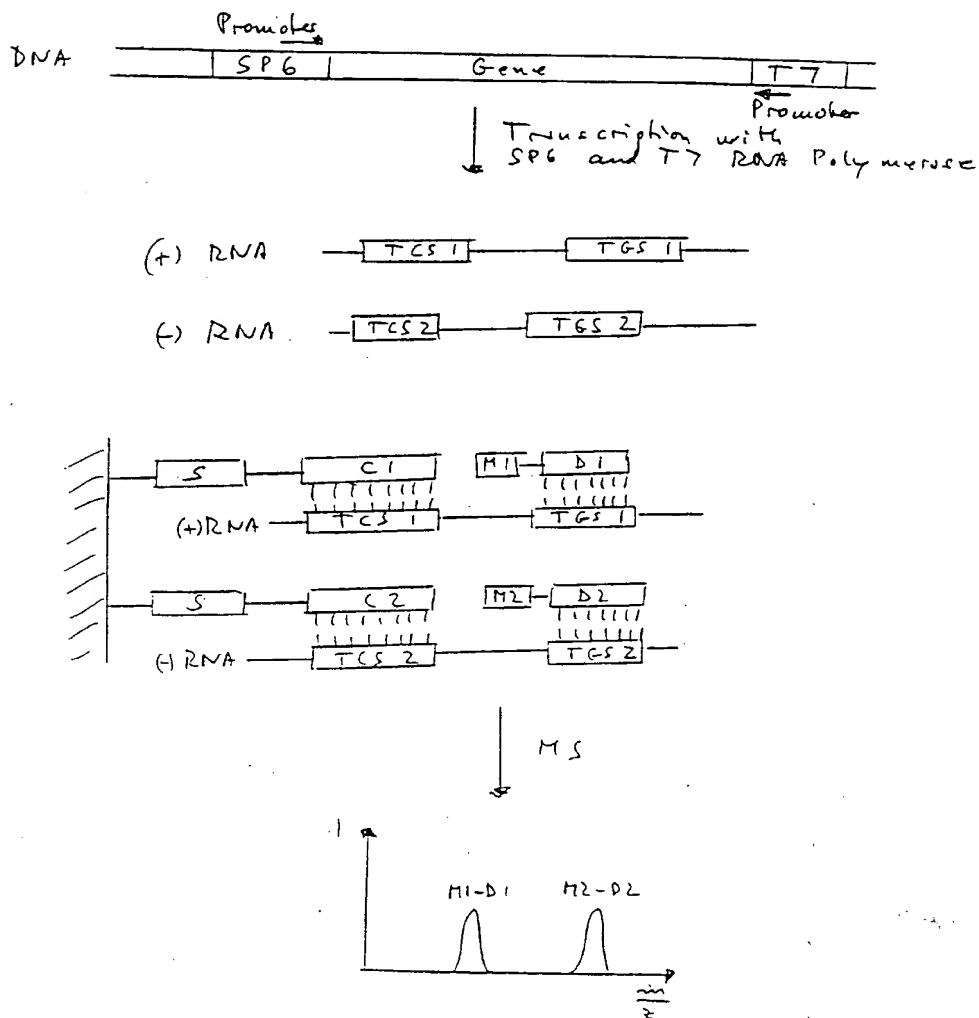 Promoter
DNA SP6 Gene T7
Promoter
Transcription with
SP6 and T7 RNA Polymerase
(+) RNA TCS 1 TGS 1
(-) RNA TCS 2 TGS 2
S C1 M1 D1
(+)RNA TCS 1 TGS 1
S C2 M2 D2
(-)RNA TCS 2 TGS 2
MS
I
M1-D1 M2-D2
m
z